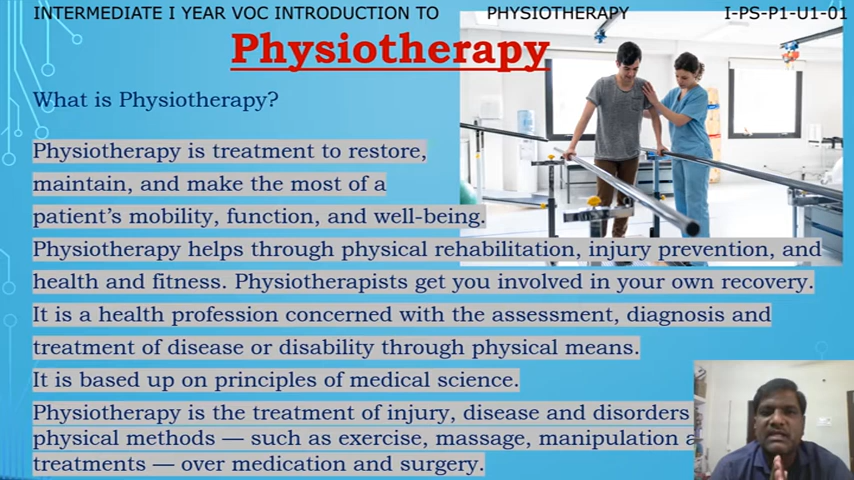 INTERMEDIATE I YEAR VOC INTRODUCTION TO PHYSIOTHERAPY I-PS-P1-U1-01
Physiotherapy
What is Physiotherapy?
Physiotherapy is treatment to restore,
maintain, and make the most of a
patient's mobility, function, and well-being.
Physiotherapy helps through physical rehabilitation, injury prevention, and
health and fitness. Physiotherapists get you involved in your own recovery.
It is a health profession concerned with the assessment, diagnosis and
treatment of disease or disability through physical means.
It is based up on principles of medical science.
Physiotherapy is the treatment of injury, disease and disorders
physical methods — such as exercise, massage, manipulation
treatments — over medication and surgery.